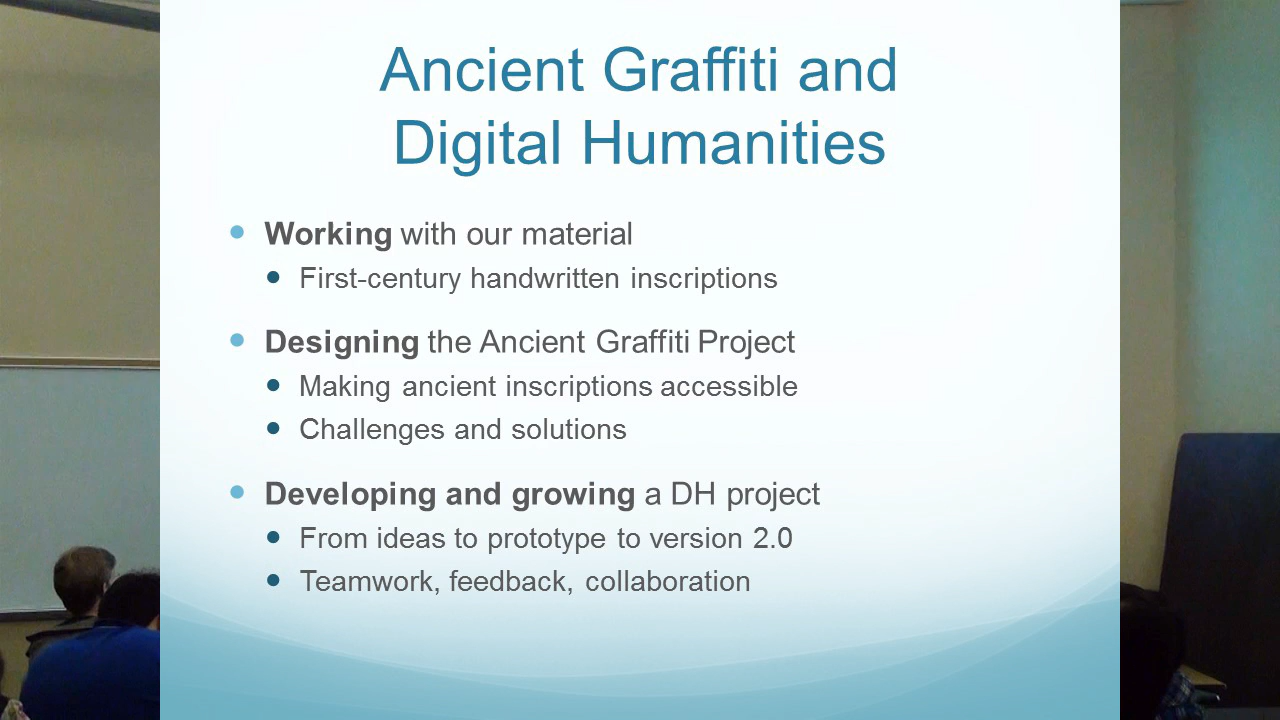 Ancient Graffiti and
Digital Humanities
Working with our material
First-century handwritten inscriptions
Designing the Ancient Graffiti Project
Making ancient inscriptions accessible
Challenges and solutions
Developing and growing a DH project
From ideas to prototype to version 2.0
Teamwork, feedback, collaboration